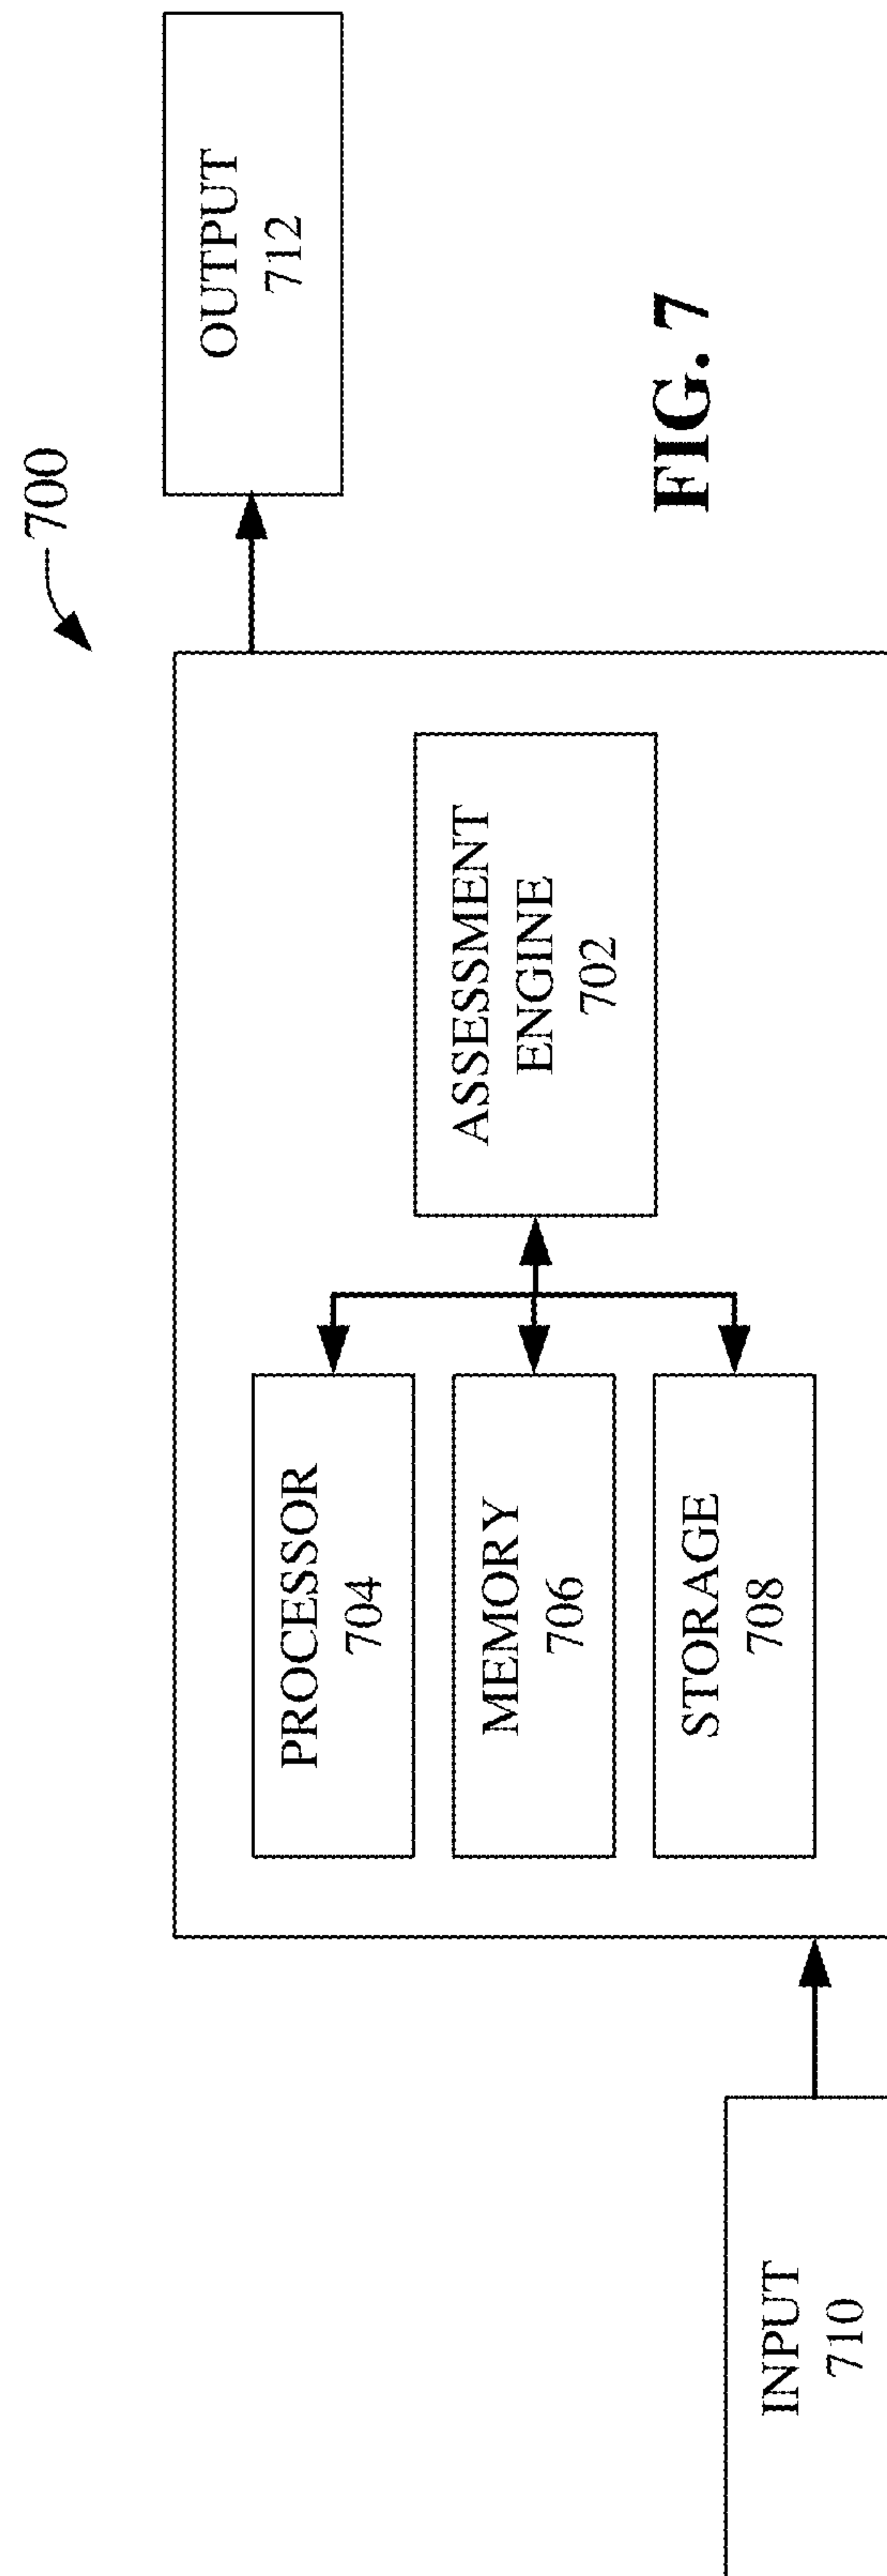 700
PROCESSOR
704
MEMORY
706
STORAGE
708
ASSESSMENT
ENGINE
702
INPUT
710
OUTPUT
712
FIG. 7